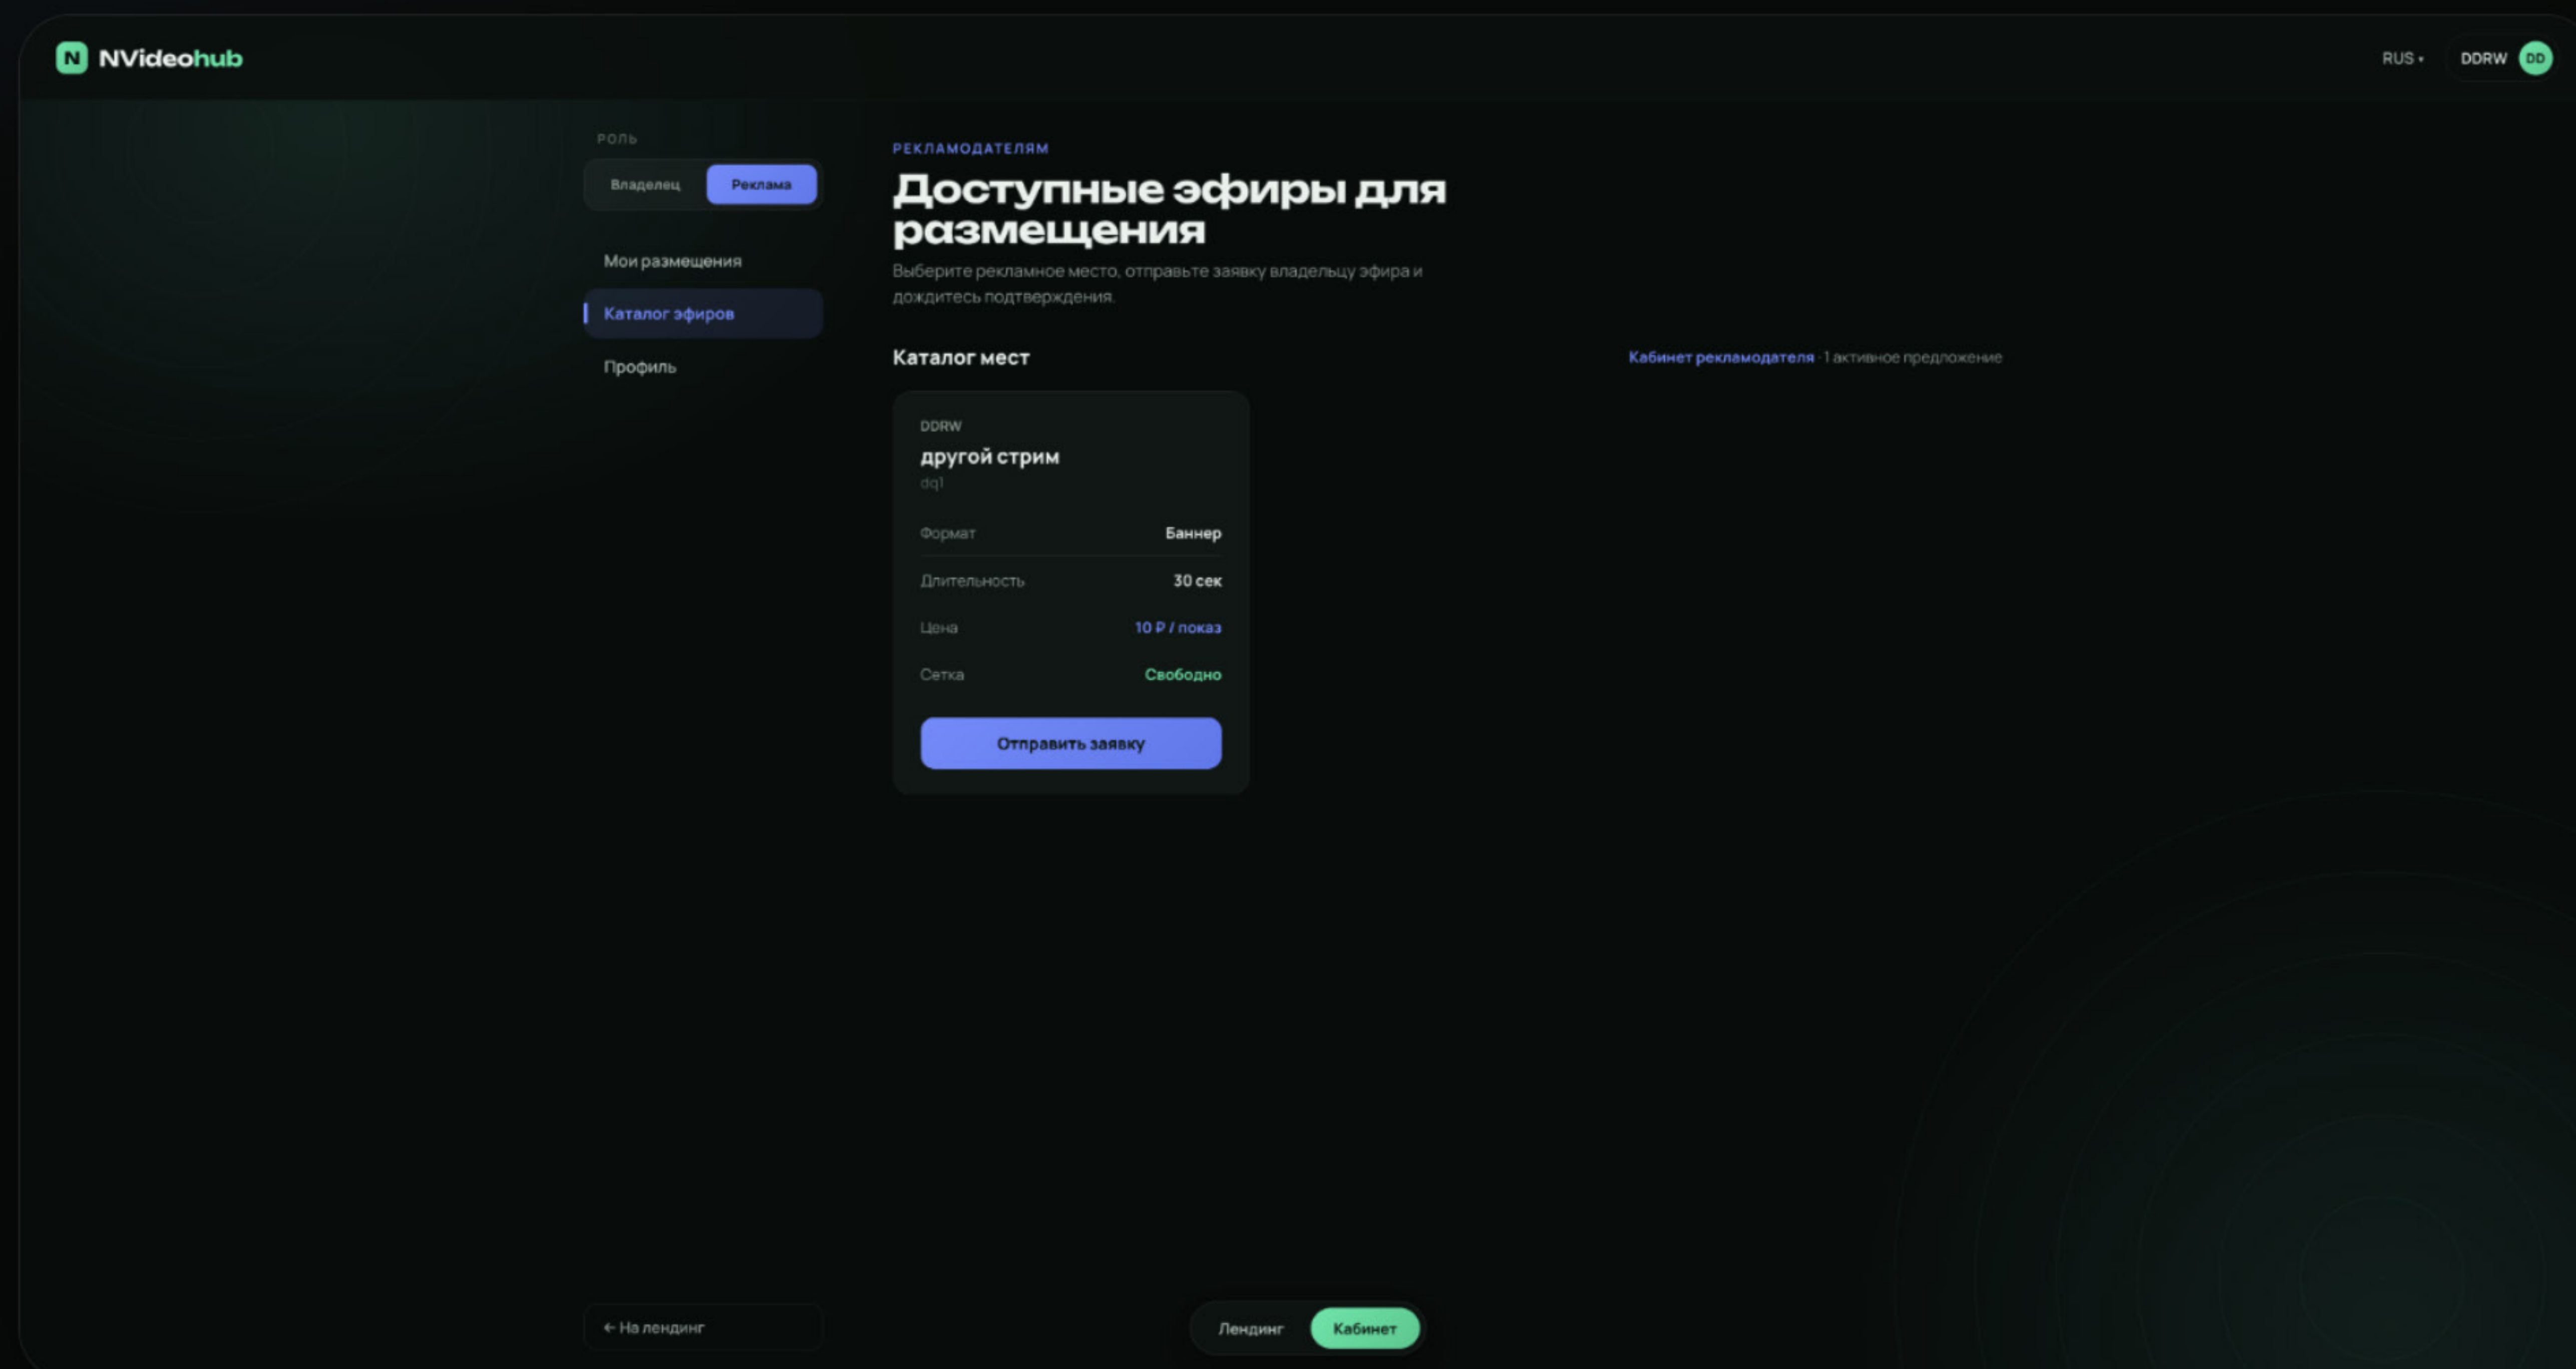 N NVideohub
RUS ▾ DDRW DD
РОЛЬ
Владелец Реклама
Мои размещения
Каталог эфиров
Профиль
РЕКЛАМОДАТЕЛЯМ
Доступные эфиры для
размещения
Выберите рекламное место, отправьте заявку владельцу эфира и
дождитесь подтверждения.
Каталог мест
Кабинет рекламодателя · 1 активное предложение
DDRW
другой стрим
dq1
Формат Баннер
Длительность 30 сек
Цена 10 ₽ / показ
Сетка Свободно
Отправить заявку
← На лендинг
Лендинг Кабинет